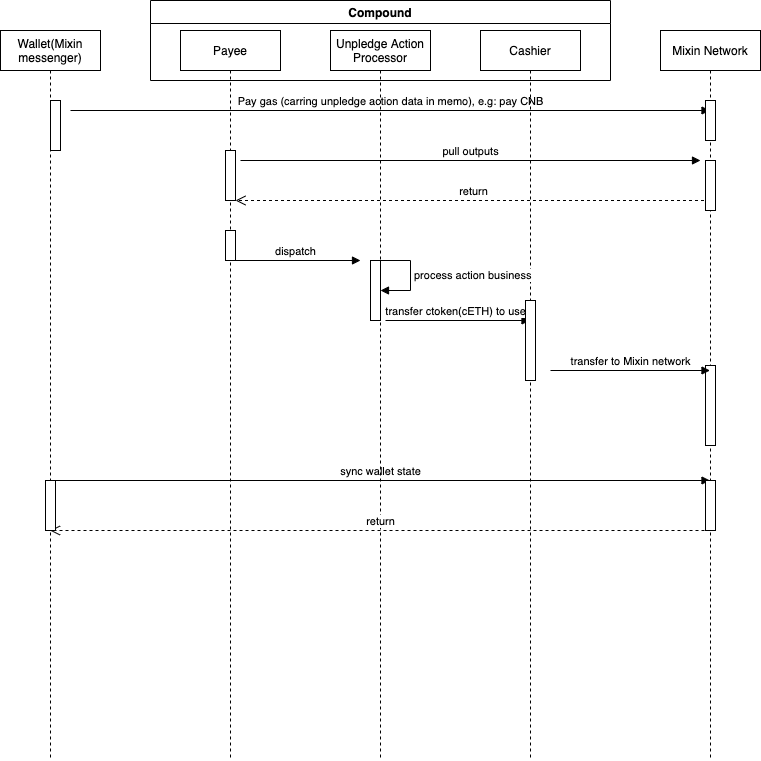 Compound
Wallet(Mixin
messenger)
Payee
Unpledge Action
Processor
Cashier
Mixin Network
Pay gas (carring unpledge action data in memo), e.g: pay CNB
pull outputs
return
dispatch
process action business
transfer ctoken(cETH) to use
transfer to Mixin network
sync wallet state
return